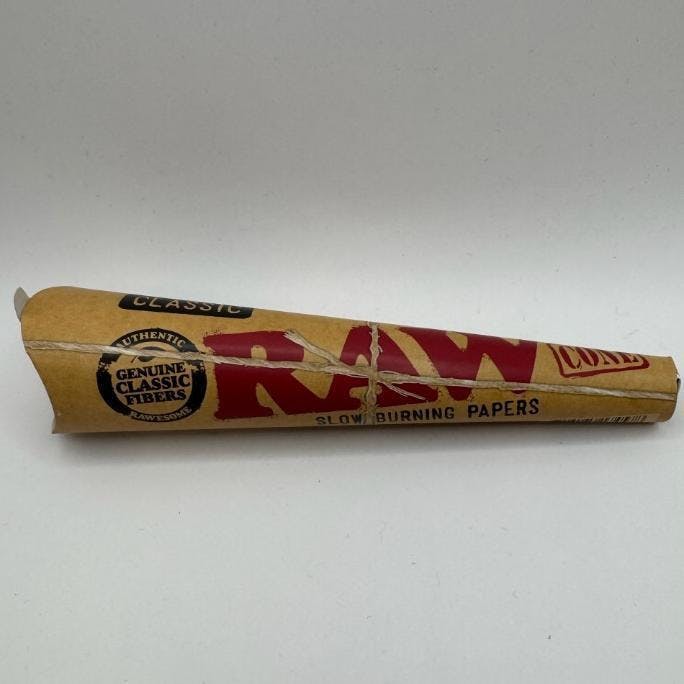 CLASSIC
AUTHENTIC
GENUINE
CLASSIC
FIBERS
RAWESOME
RAW
CONE
SLOW BURNING PAPERS